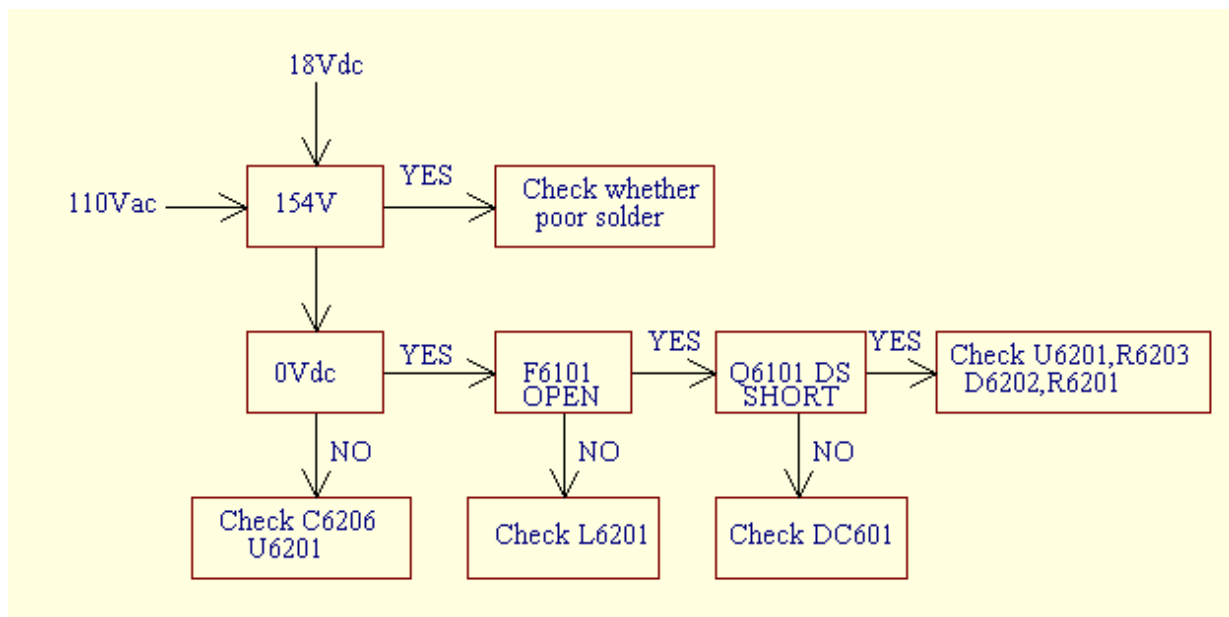 18Vdc
110Vac
154V
YES
Check whether
poor solder
0Vdc
YES
F6101
OPEN
YES
Q6101 DS
SHORT
YES
Check U6201,R6203
D6202,R6201
NO
NO
NO
Check C6206
U6201
Check L6201
Check DC601